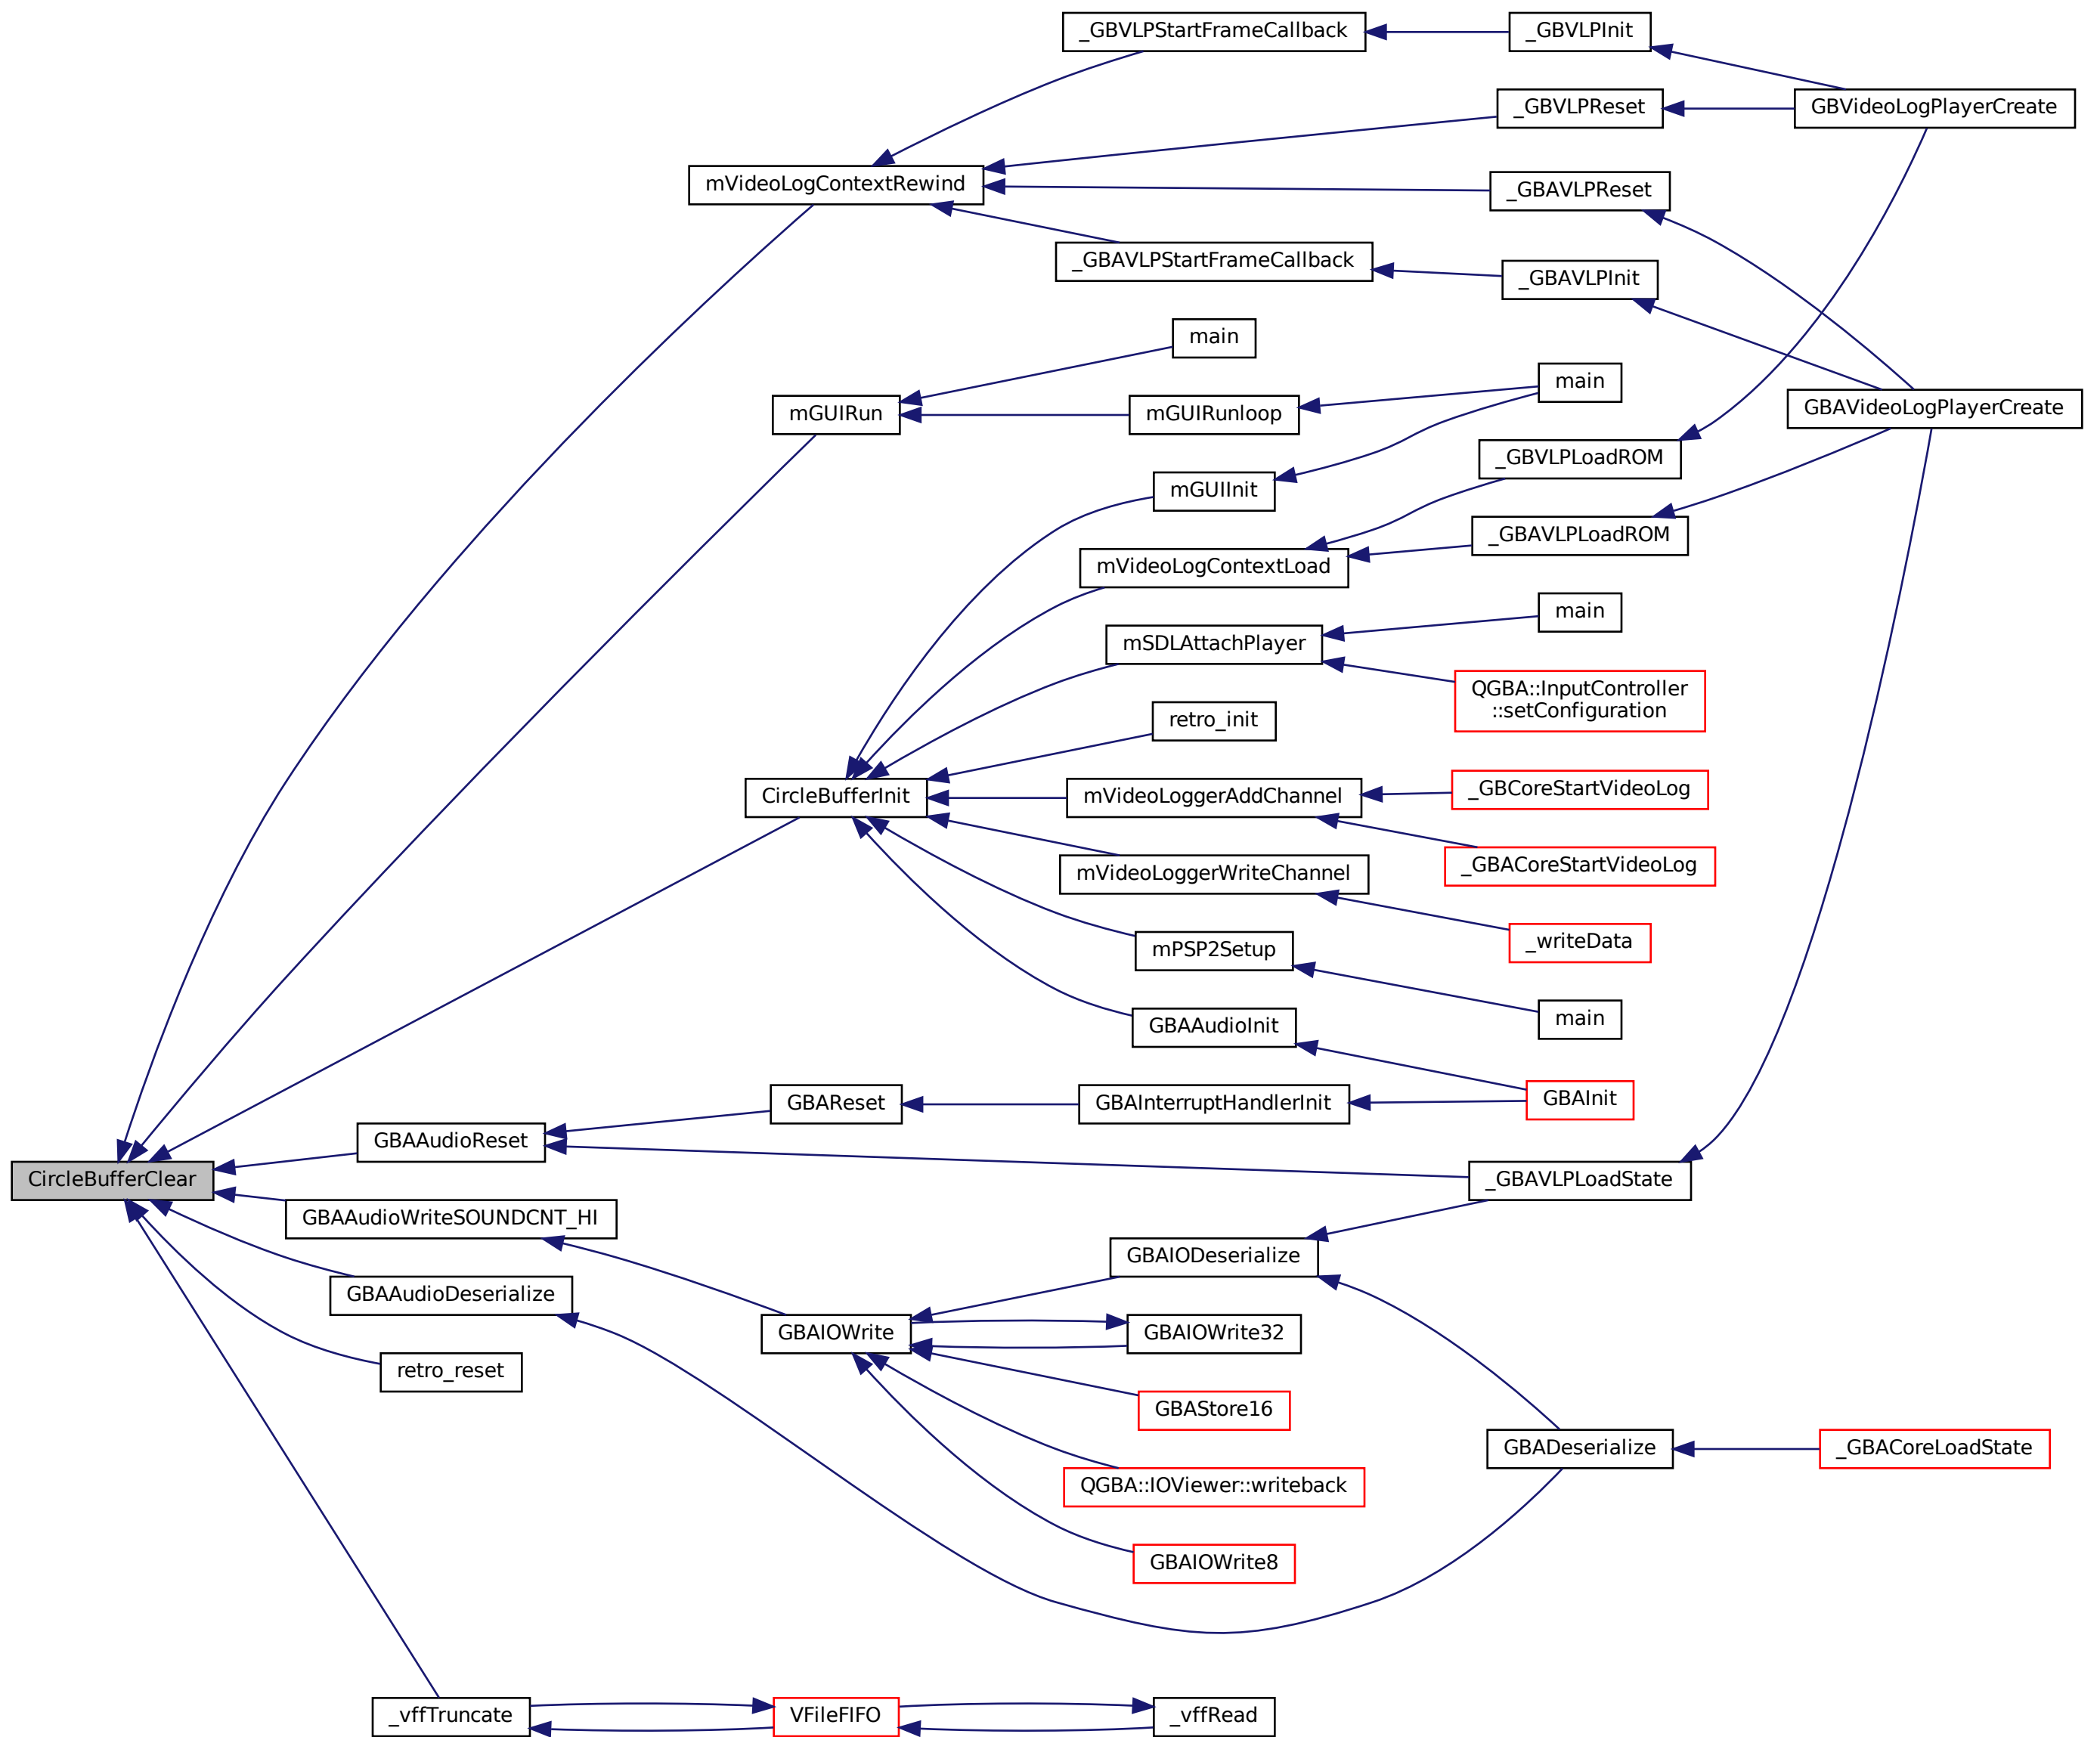 _GBVLPStartFrameCallback
_GBVLPInit
_GBVLPReset
GBVideoLogPlayerCreate
mVideoLogContextRewind
_GBAVLPReset
_GBAVLPStartFrameCallback
_GBAVLPInit
main
main
mGUIRun
mGUIRunloop
GBAVideoLogPlayerCreate
_GBVLPLoadROM
mGUIInit
_GBAVLPLoadROM
mVideoLogContextLoad
main
mSDLAttachPlayer
QGBA::InputController
::setConfiguration
retro_init
CircleBufferInit
mVideoLoggerAddChannel
_GBCoreStartVideoLog
_GBACoreStartVideoLog
mVideoLoggerWriteChannel
_writeData
mPSP2Setup
main
GBAAudioInit
GBAReset
GBAInterruptHandlerInit
GBAInit
GBAAudioReset
CircleBufferClear
_GBAVLPLoadState
GBAAudioWriteSOUNDCNT_HI
GBAIODeserialize
GBAAudioDeserialize
GBAIOWrite
GBAIOWrite32
retro_reset
GBAStore16
GBADeserialize
_GBACoreLoadState
QGBA::IOViewer::writeback
GBAIOWrite8
_vffTruncate
VFileFIFO
_vffRead